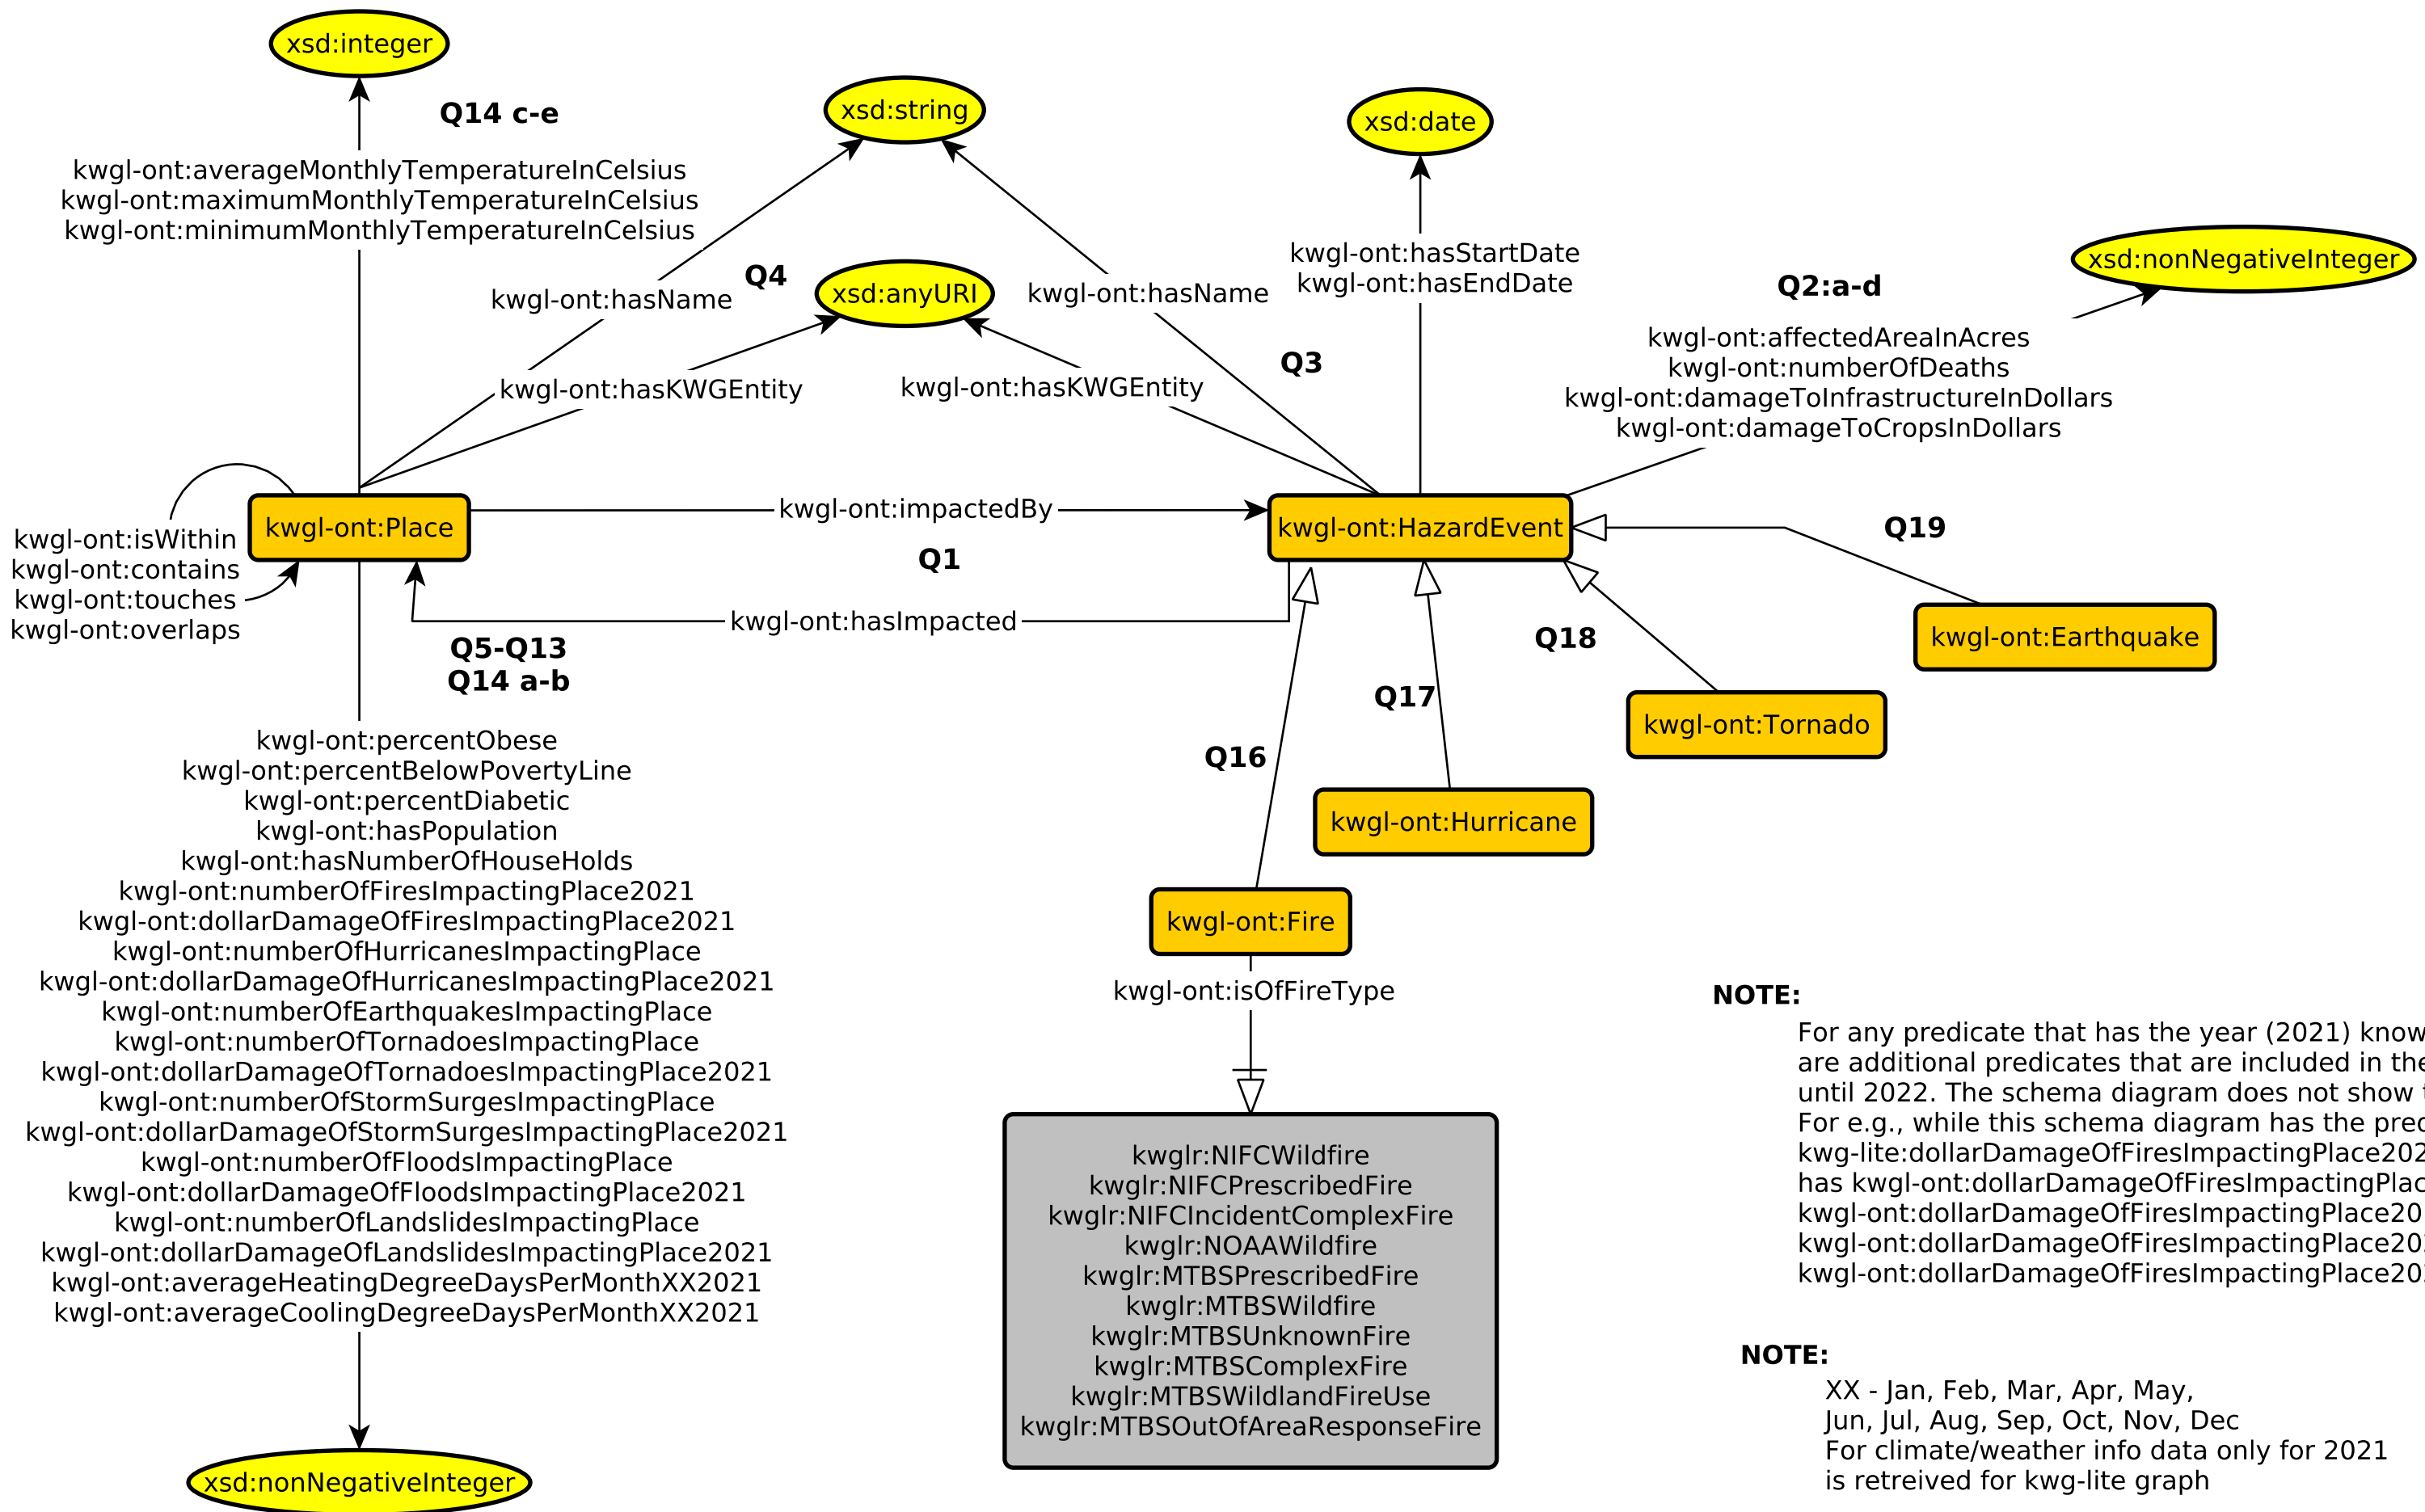 xsd:integer
Q14 c-e
kwgl-ont:averageMonthlyTemperatureInCelsius
kwgl-ont:maximumMonthlyTemperatureInCelsius
kwgl-ont:minimumMonthlyTemperatureInCelsius
xsd:string
xsd:date
kwgl-ont:hasName
Q4
xsd:anyURI
kwgl-ont:hasName
kwgl-ont:hasStartDate
kwgl-ont:hasEndDate
Q2:a-d
xsd:nonNegativeInteger
kwgl-ont:hasKWGEntity
kwgl-ont:hasKWGEntity
Q3
kwgl-ont:affectedAreaInAcres
kwgl-ont:numberOfDeaths
kwgl-ont:damageToInfrastructureInDollars
kwgl-ont:damageToCropsInDollars
kwgl-ont:Place
kwgl-ont:impactedBy
kwgl-ont:HazardEvent
Q19
kwgl-ont:isWithin
kwgl-ont:contains
kwgl-ont:touches
kwgl-ont:overlaps
Q1
kwgl-ont:hasImpacted
Q5-Q13
Q14 a-b
Q18
kwgl-ont:Earthquake
Q17
kwgl-ont:Tornado
Q16
kwgl-ont:Hurricane
kwgl-ont:Fire
kwgl-ont:isOfFireType
kwgl-ont:percentObese
kwgl-ont:percentBelowPovertyLine
kwgl-ont:percentDiabetic
kwgl-ont:hasPopulation
kwgl-ont:hasNumberOfHouseHolds
kwgl-ont:numberOfFiresImpactingPlace2021
kwgl-ont:dollarDamageOfFiresImpactingPlace2021
kwgl-ont:numberOfHurricanesImpactingPlace
kwgl-ont:dollarDamageOfHurricanesImpactingPlace2021
kwgl-ont:numberOfEarthquakesImpactingPlace
kwgl-ont:numberOfTornadoesImpactingPlace
kwgl-ont:dollarDamageOfTornadoesImpactingPlace2021
kwgl-ont:numberOfStormSurgesImpactingPlace
kwgl-ont:dollarDamageOfStormSurgesImpactingPlace2021
kwgl-ont:numberOfFloodsImpactingPlace
kwgl-ont:dollarDamageOfFloodsImpactingPlace2021
kwgl-ont:numberOfLandslidesImpactingPlace
kwgl-ont:dollarDamageOfLandslidesImpactingPlace2021
kwgl-ont:averageHeatingDegreeDaysPerMonthXX2021
kwgl-ont:averageCoolingDegreeDaysPerMonthXX2021
xsd:nonNegativeInteger
kwglr:NIFCWildfire
kwglr:NIFCPrescribedFire
kwglr:NIFCIncidentComplexFire
kwglr:NOAAWildfire
kwglr:MTBSPrescribedFire
kwglr:MTBSWildfire
kwglr:MTBSUnknownFire
kwglr:MTBSComplexFire
kwglr:MTBSWildlandFireUse
kwglr:MTBSOutOfAreaResponseFire
NOTE:
For any predicate that has the year (2021) know
are additional predicates that are included in the
until 2022. The schema diagram does not show
For e.g., while this schema diagram has the
kwg-lite:dollarDamageOfFiresImpactingPlace202
has kwgl-ont:dollarDamageOfFiresImpactingPlac
kwgl-ont:dollarDamageOfFiresImpactingPlace20
kwgl-ont:dollarDamageOfFiresImpactingPlace20
kwgl-ont:dollarDamageOfFiresImpactingPlace20
NOTE:
XX - Jan, Feb, Mar, Apr, May,
Jun, Jul, Aug, Sep, Oct, Nov, Dec
For climate/weather info data only for 2021
is retreived for kwg-lite graph